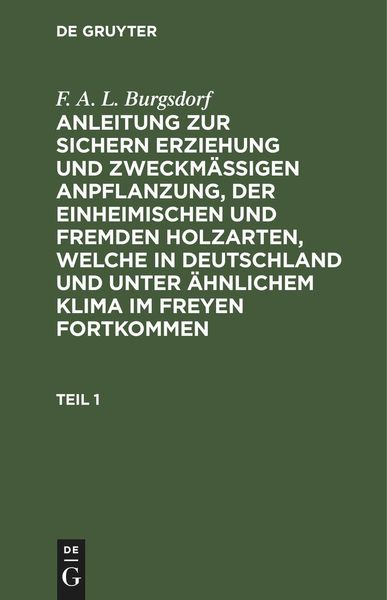 DE GRUYTER
F. A. L. Burgsdorf
ANLEITUNG ZUR
SICHERN ERZIEHUNG
UND ZWECKMÄSSIGEN
ANPFLANZUNG, DER
EINHEIMISCHEN UND
FREMDEN HOLZARTEN,
WELCHE IN DEUTSCHLAND
UND UNTER ÄHNLICHEM
KLIMA IM FREYEN
FORTKOMMEN
TEIL 1
DE
G